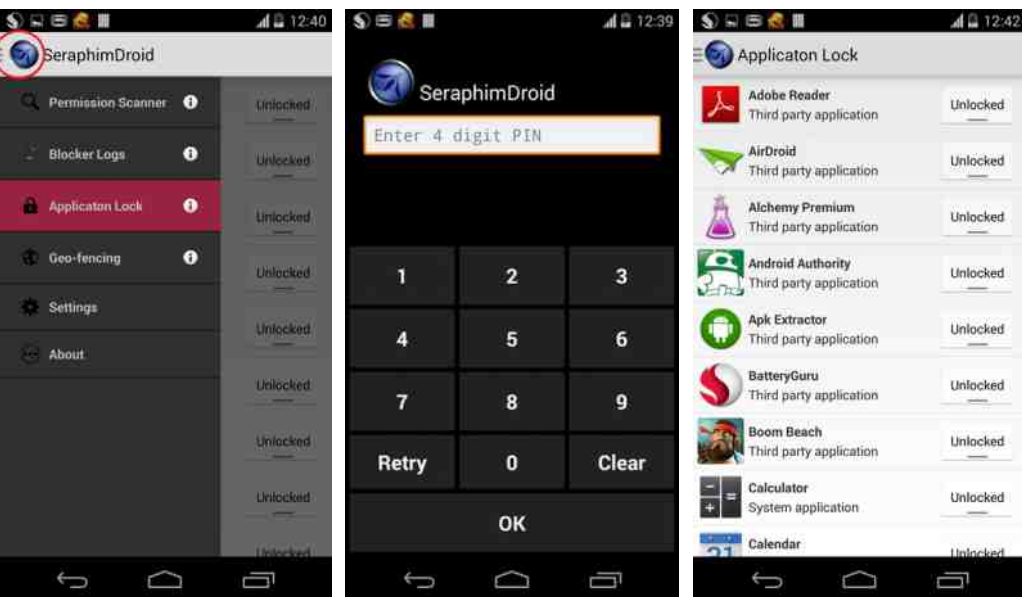 12:40
SeraphimDroid
Permission Scanner
Unlocked
Blocker Logs
Unlocked
Applicaton Lock
Unlocked
Geo-fencing
Unlocked
Settings
Unlocked
About
Unlocked
Unlocked
Unlocked
Unlocked
12:39
SeraphimDroid
Enter 4 digit PIN
1 2 3
4 5 6
7 8 9
Retry 0 Clear
OK
12:42
Applicaton Lock
Adobe Reader
Third party application
Unlocked
AirDroid
Third party application
Unlocked
Alchemy Premium
Third party application
Unlocked
Android Authority
Third party application
Unlocked
Apk Extractor
Third party application
Unlocked
BatteryGuru
Third party application
Unlocked
Boom Beach
Third party application
Unlocked
Calculator
System application
Unlocked
Calendar
21
Unlocked